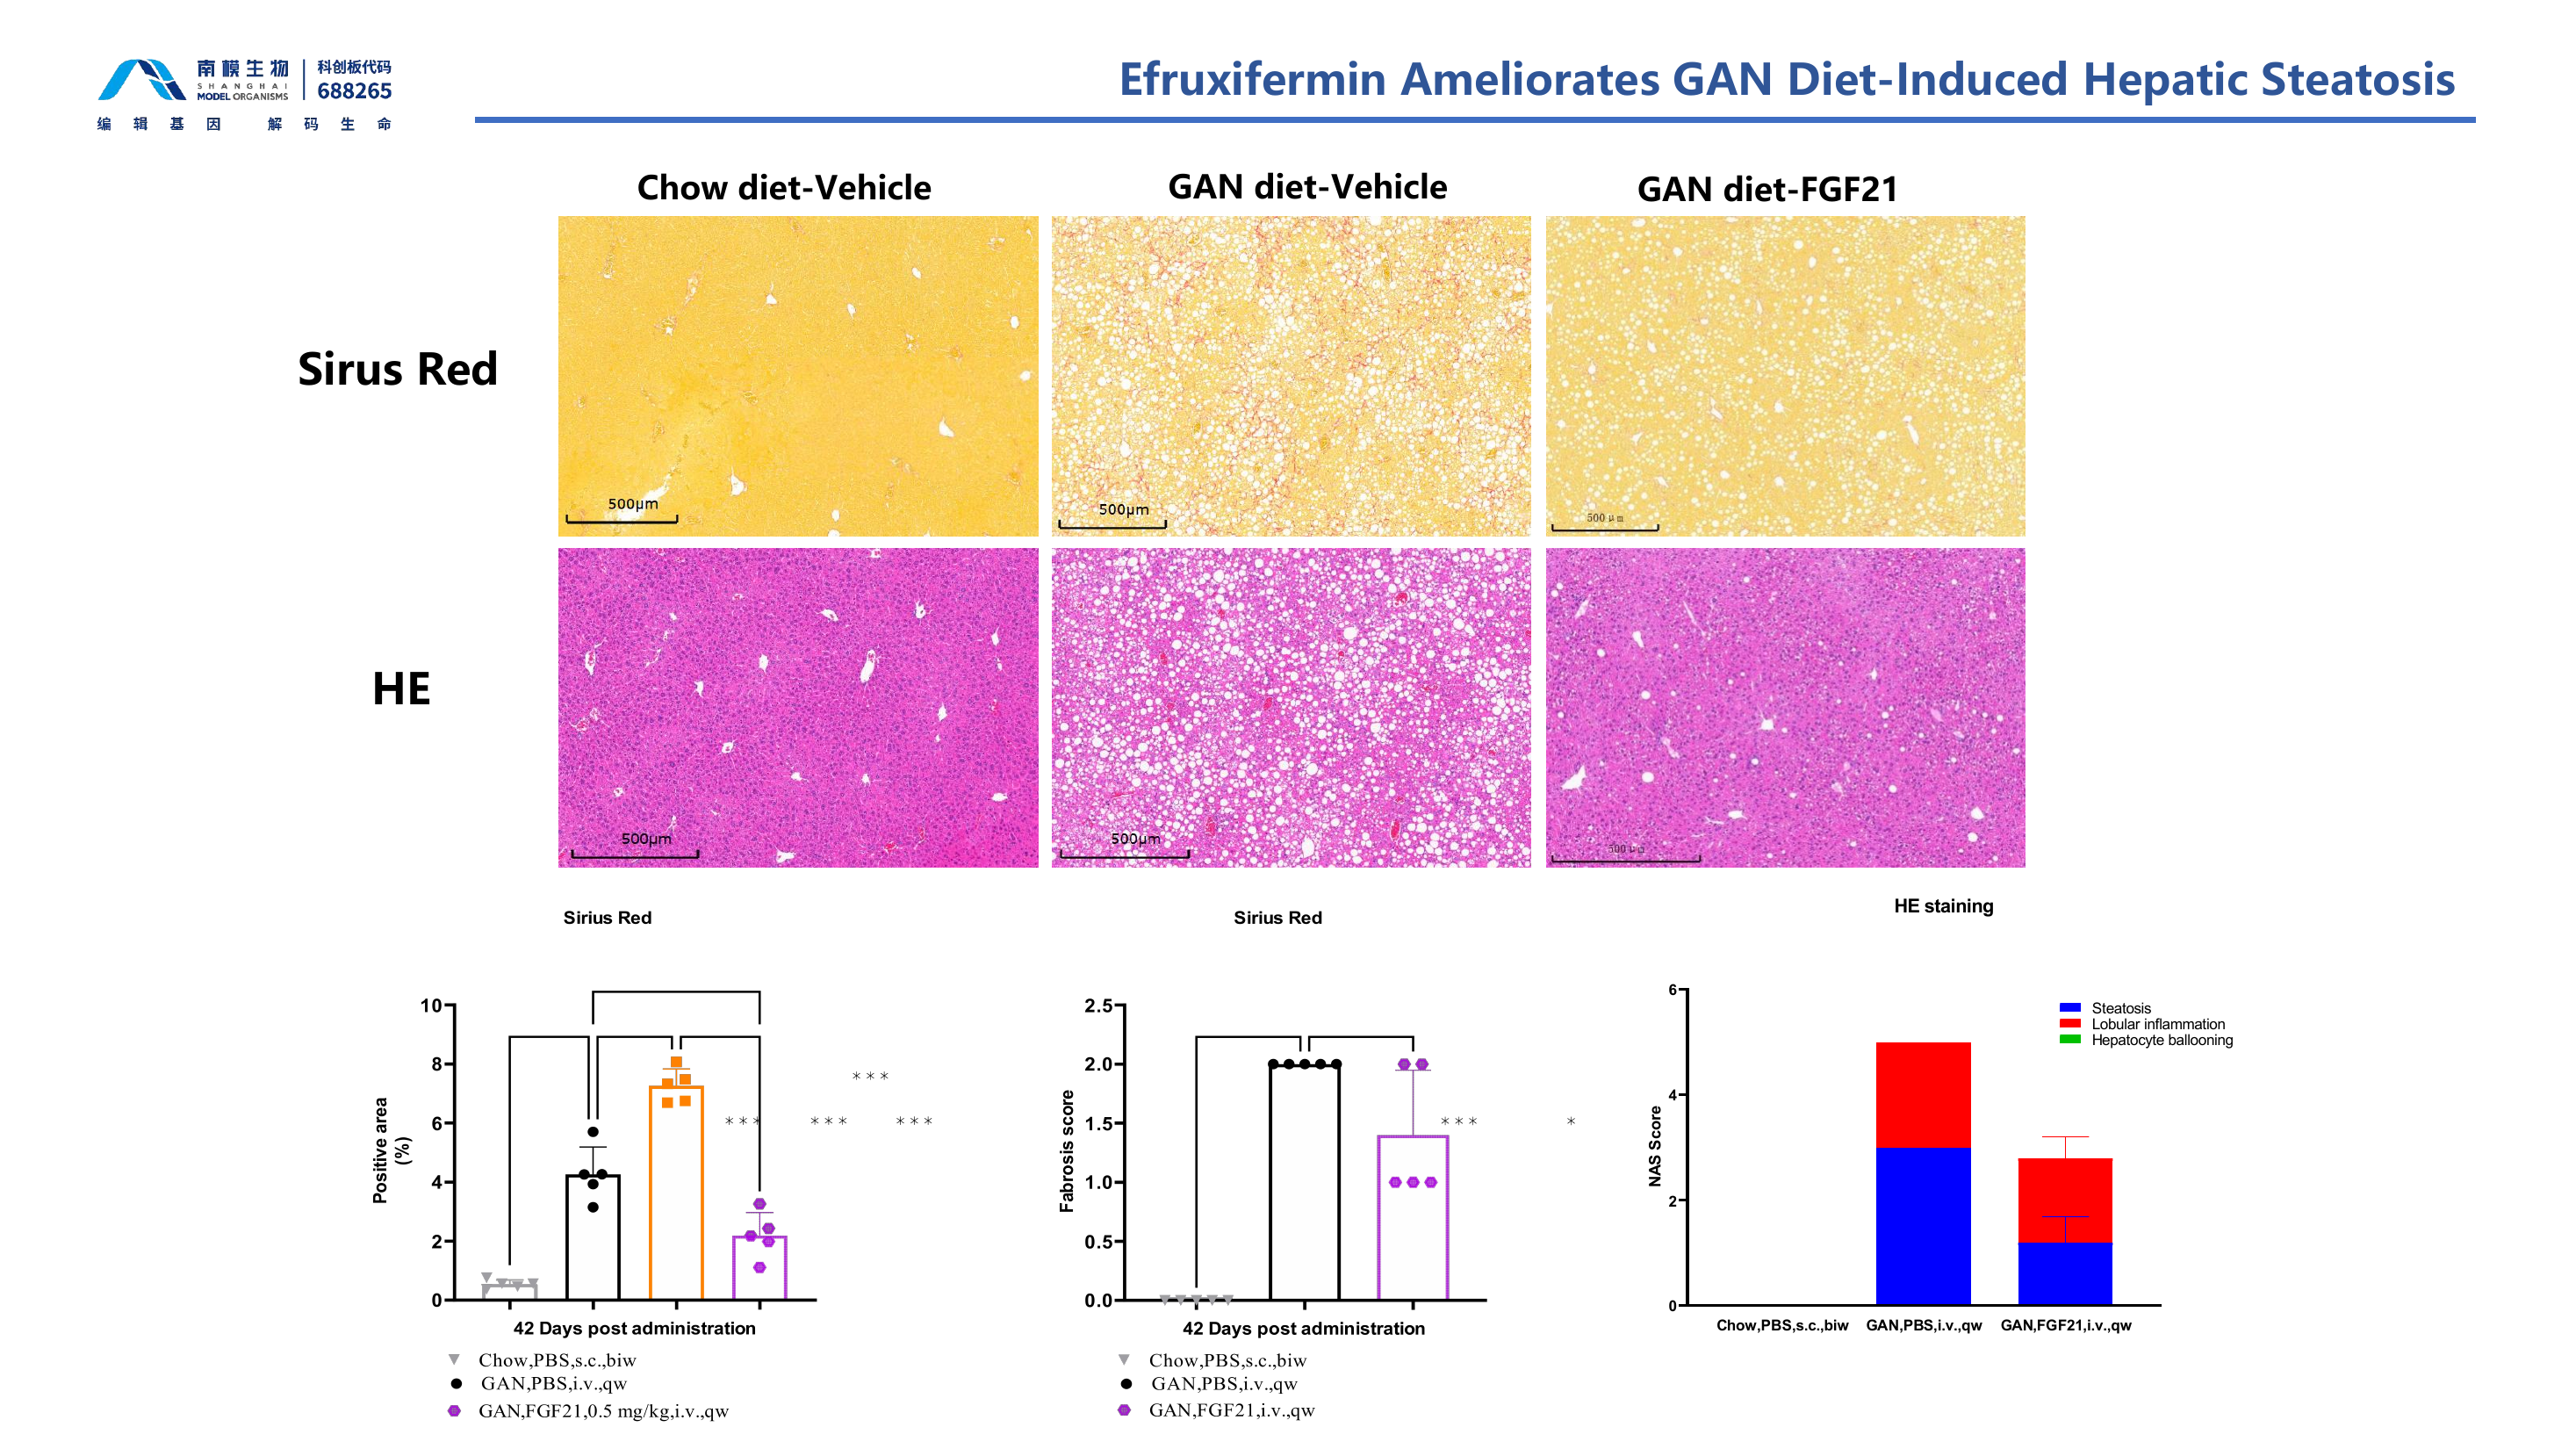 南模生物
SHANGHAI
MODEL ORGANISMS
科创板代码
688265
编辑基因 解码生命
Efruxifermin Ameliorates GAN Diet-Induced Hepatic Steatosis
Chow diet-Vehicle
GAN diet-Vehicle
GAN diet-FGF21
Sirus Red
500μm
500μm
500 μm
HE
500μm
500μm
500 μm
Sirius Red
Positive area
(%)
10
8
6
4
2
0
***
*** *** ***
42 Days post administration
Chow,PBS,s.c.,biw
GAN,PBS,i.v.,qw
GAN,FGF21,0.5 mg/kg,i.v.,qw
Sirius Red
Fabrosis score
2.5
2.0
1.5
1.0
0.5
0.0
*** *
42 Days post administration
Chow,PBS,s.c.,biw
GAN,PBS,i.v.,qw
GAN,FGF21,i.v.,qw
HE staining
NAS Score
6
4
2
0
Steatosis
Lobular inflammation
Hepatocyte ballooning
Chow,PBS,s.c.,biw GAN,PBS,i.v.,qw GAN,FGF21,i.v.,qw